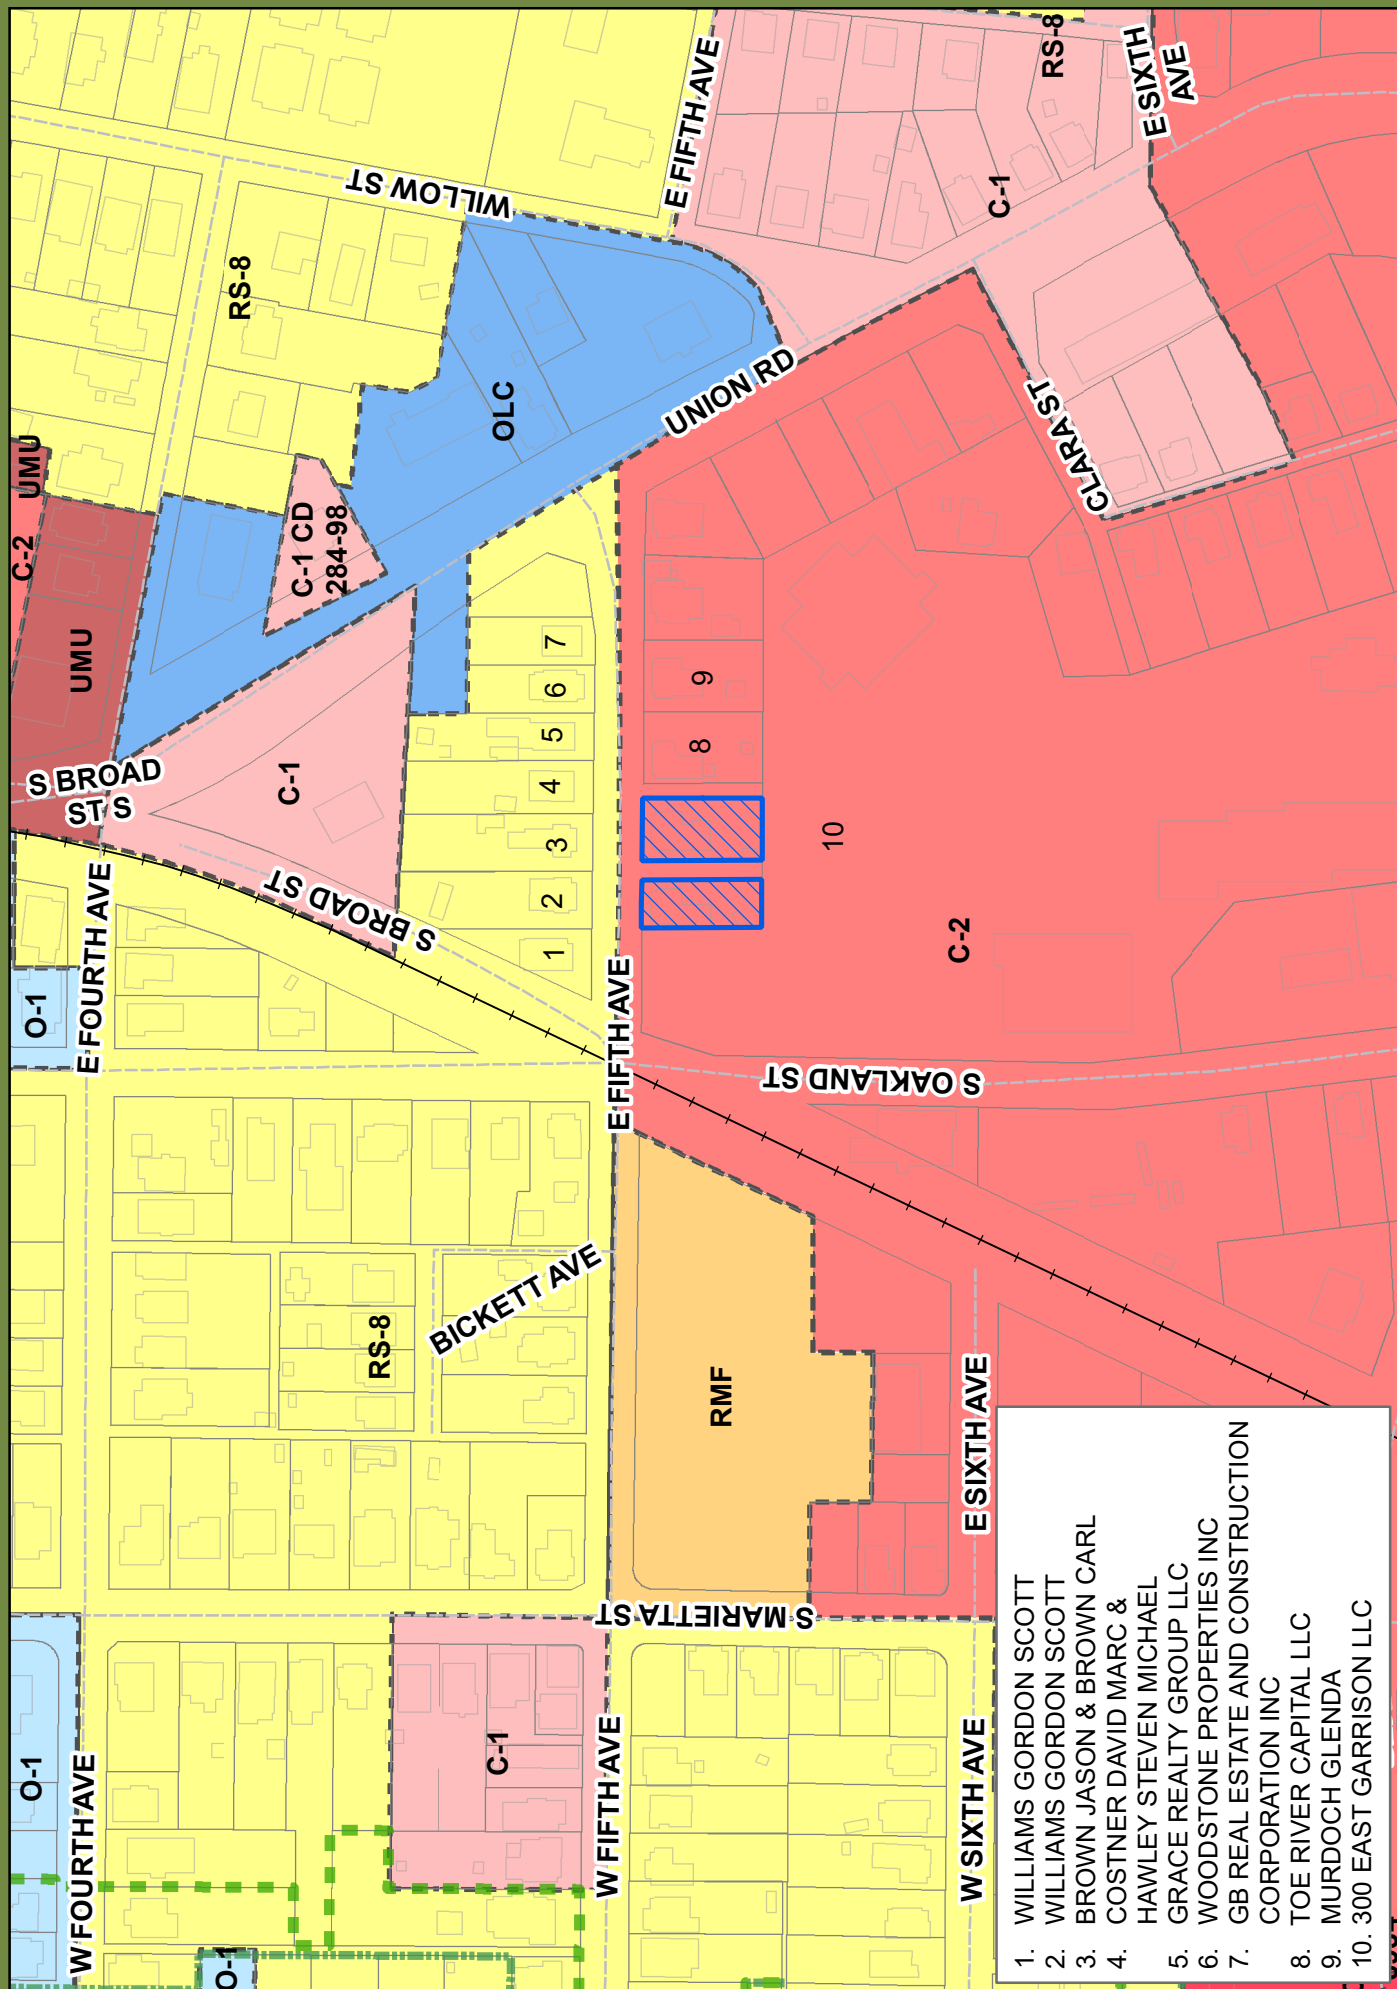 O-1
W FOURTH AVE
O-1
C-1
W FIFTH AVE
W SIXTH AVE
S MARIETTA ST
RS-8
BICKETT AVE
RMF
E SIXTH AVE
O-1
E FOURTH AVE
S BROAD ST
E FIFTH AVE
S OAKLAND ST
S BROAD
ST S
UMU
C-2
UMU
C-1
C-1 CD
284-98
OLC
RS-8
WILLOW ST
UNION RD
E FIFTH AVE
CLARA ST
C-1
RS-8
E SIXTH
AVE
C-2
1
2
3
4
5
6
7
8
9
10
1. WILLIAMS GORDON SCOTT
2. WILLIAMS GORDON SCOTT
3. BROWN JASON & BROWN CARL
4. COSTNER DAVID MARC &
HAWLEY STEVEN MICHAEL
5. GRACE REALTY GROUP LLC
6. WOODSTONE PROPERTIES INC
7. GB REAL ESTATE AND CONSTRUCTION
CORPORATION INC
8. TOE RIVER CAPITAL LLC
9. MURDOCH GLENDA
10. 300 EAST GARRISON LLC